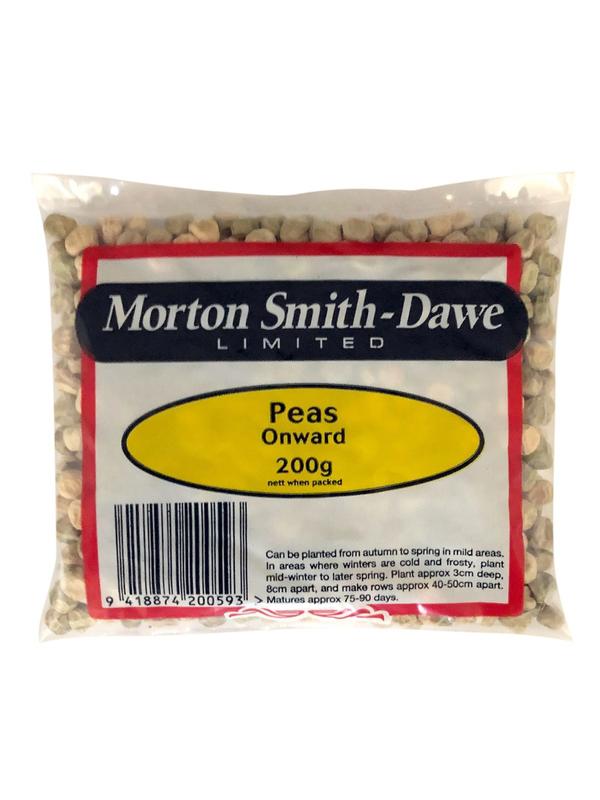 Morton Smith-Dawe
LIMITED
Peas
Onward
200g
nett when packed
Can be planted from autumn to spring in mild areas.
In areas where winters are cold and frosty, plant
mid-winter to later spring. Plant approx 3cm deep,
8cm apart, and make rows approx 40-50cm apart.
Matures approx 75-90 days.
9 418874 200593 >